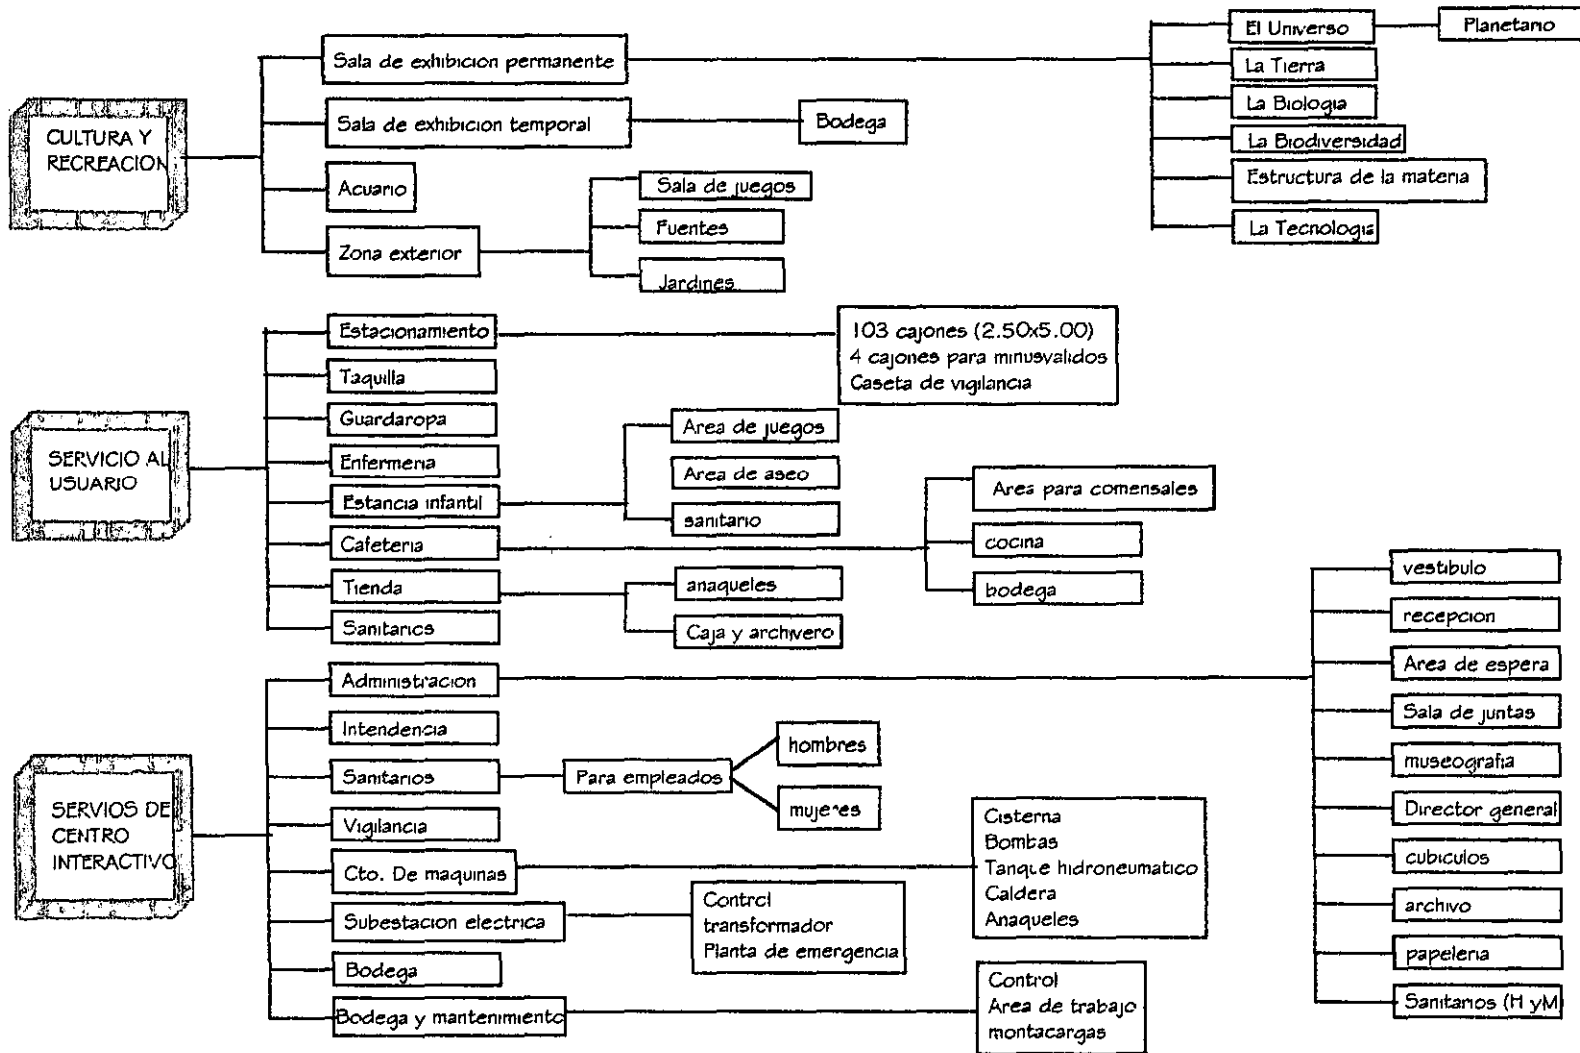 CULTURA Y
RECREACION
Sala de exhibicion permanente
El Universo
Planetario
La Tierra
La Biologia
La Biodiversidad
Estructura de la materia
La Tecnologia
Sala de exhibicion temporal
Bodega
Acuario
Zona exterior
Sala de juegos
Fuentes
Jardines
SERVICIO AL
USUARIO
Estacionamiento
103 cajones (2.50x5.00)
4 cajones para minusvalidos
Caseta de vigilancia
Taquilla
Guardaropa
Enfermeria
Estancia infantil
Area de juegos
Area de aseo
sanitario
Cafeteria
Area para comensales
cocina
bodega
Tienda
anaqueles
Caja y archivero
Sanitarios
SERVIOS DE
CENTRO
INTERACTIVO
Administracion
vestibulo
recepcion
Area de espera
Sala de juntas
museografia
Director general
cubiculos
archivo
papeleria
Sanitarios (H yM
Intendencia
Sanitarios
Para empleados
hombres
mujeres
Vigilancia
Cto. De maquinas
Cisterna
Bombas
Tanque hidroneumatico
Caldera
Anaqueles
Subestacion electrica
Control
transformador
Planta de emergencia
Bodega
Bodega y mantenimiento
Control
Area de trabajo
montacargas